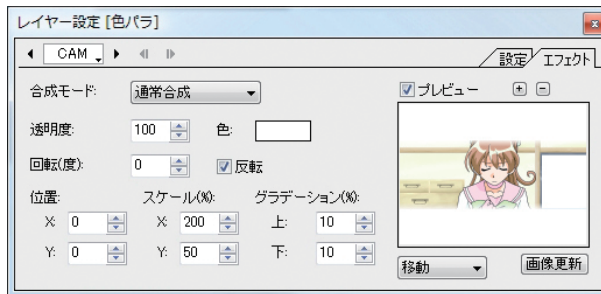 レイヤー設定 [色パラ]
CAM
設定 エフェクト
合成モード: 通常合成
プレビュー
透明度: 100 色:
回転(度): 0 反転
位置: スケール(%): グラデーション(%):
X: 0 X: 200 上: 10
Y: 0 Y: 50 下: 10
移動 画像更新